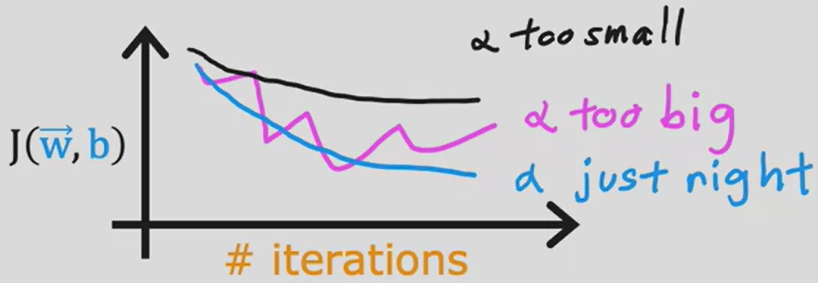 α too small
α too big
J(w⃗, b)
α just right
# iterations